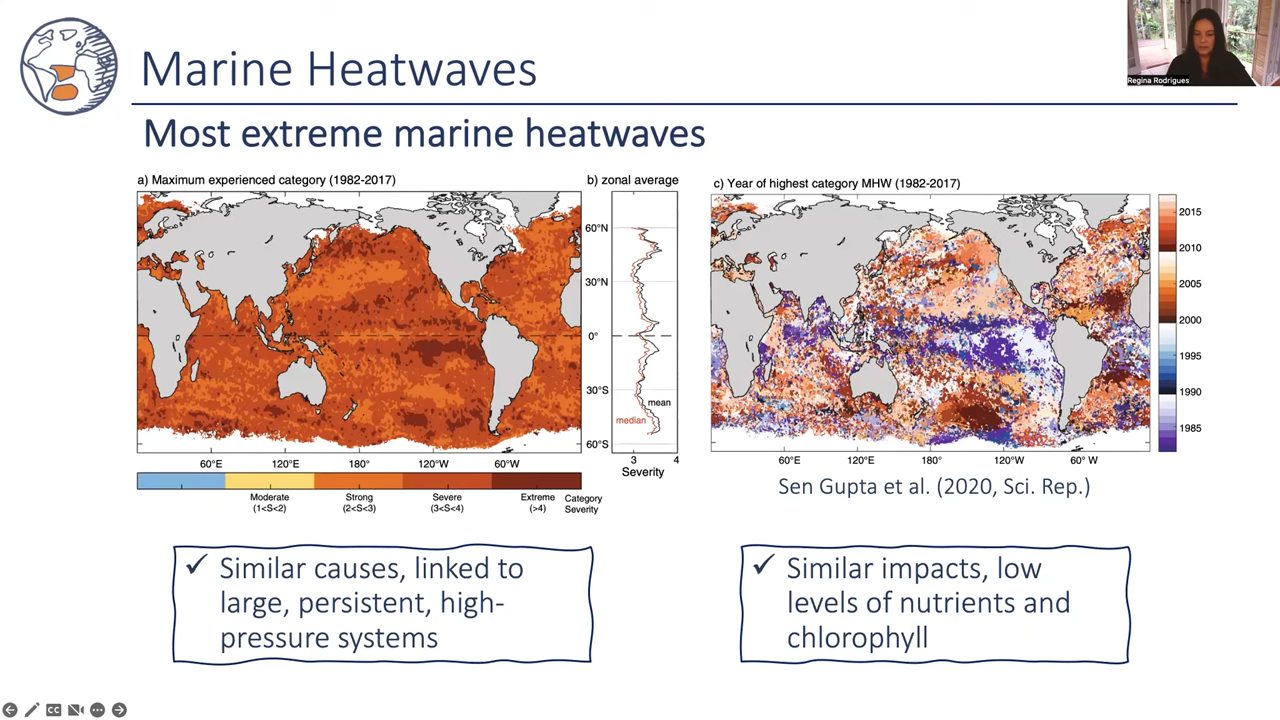 Marine Heatwaves
Regina Rodrigues
Most extreme marine heatwaves
a) Maximum experienced category (1982-2017)
b) zonal average
c) Year of highest category MHW (1982-2017)
60°N
30°N
0°
30°S
60°S
mean
median
3 4
Severity
60°E 120°E 180° 120°W 60°W
Moderate
(1<S<2)
Strong
(2<S<3)
Severe
(3<S<4)
Extreme
(>4)
Category
Severity
2015
2010
2005
2000
1995
1990
1985
60°E 120°E 180° 120°W 60° W
Sen Gupta et al. (2020, Sci. Rep.)
✓ Similar causes, linked to
large, persistent, high-
pressure systems
✓ Similar impacts, low
levels of nutrients and
chlorophyll
CC